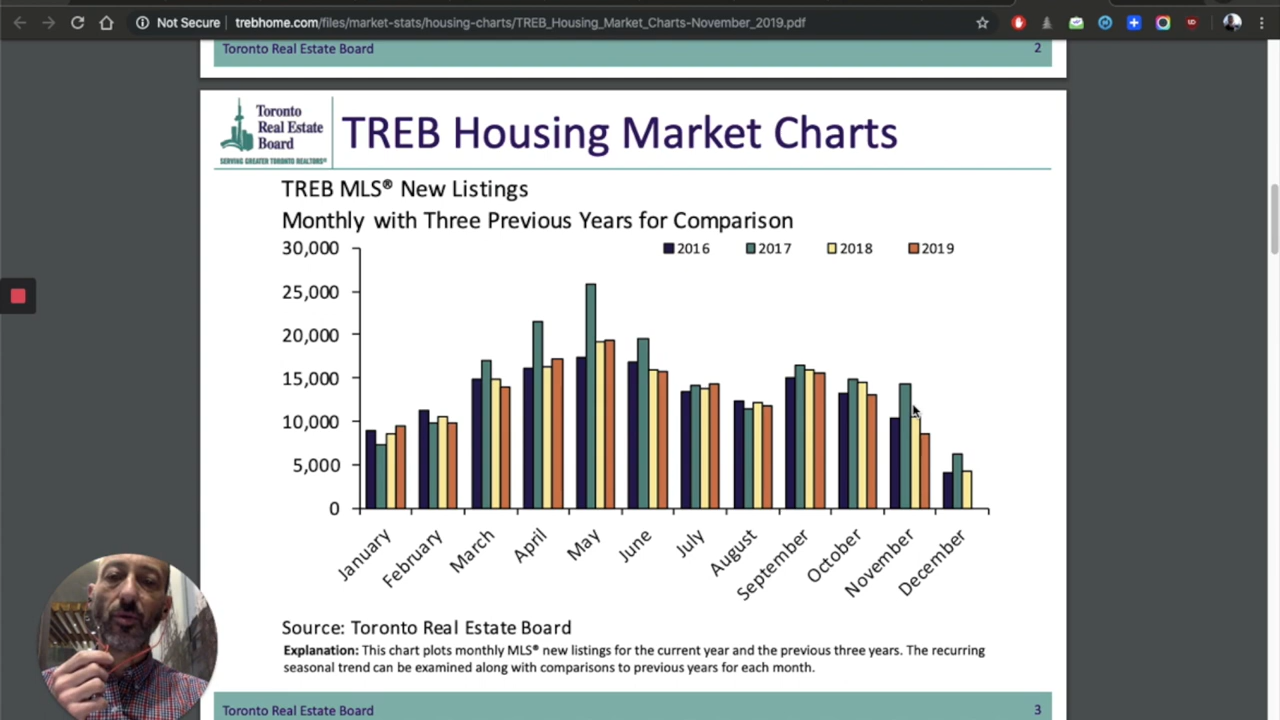 Not Secure | trebhome.com/files/market-stats/housing-charts/TREB_Housing_Market_Charts-November_2019.pdf
Toronto Real Estate Board 2
Toronto
Real Estate
Board
SERVING GREATER TORONTO REALTORS®
TREB Housing Market Charts
TREB MLS® New Listings
Monthly with Three Previous Years for Comparison
2016 2017 2018 2019
30,000
25,000
20,000
15,000
10,000
5,000
0
January February March April May June July August September October November December
Source: Toronto Real Estate Board
Explanation: This chart plots monthly MLS® new listings for the current year and the previous three years. The recurring
seasonal trend can be examined along with comparisons to previous years for each month.
Toronto Real Estate Board 3